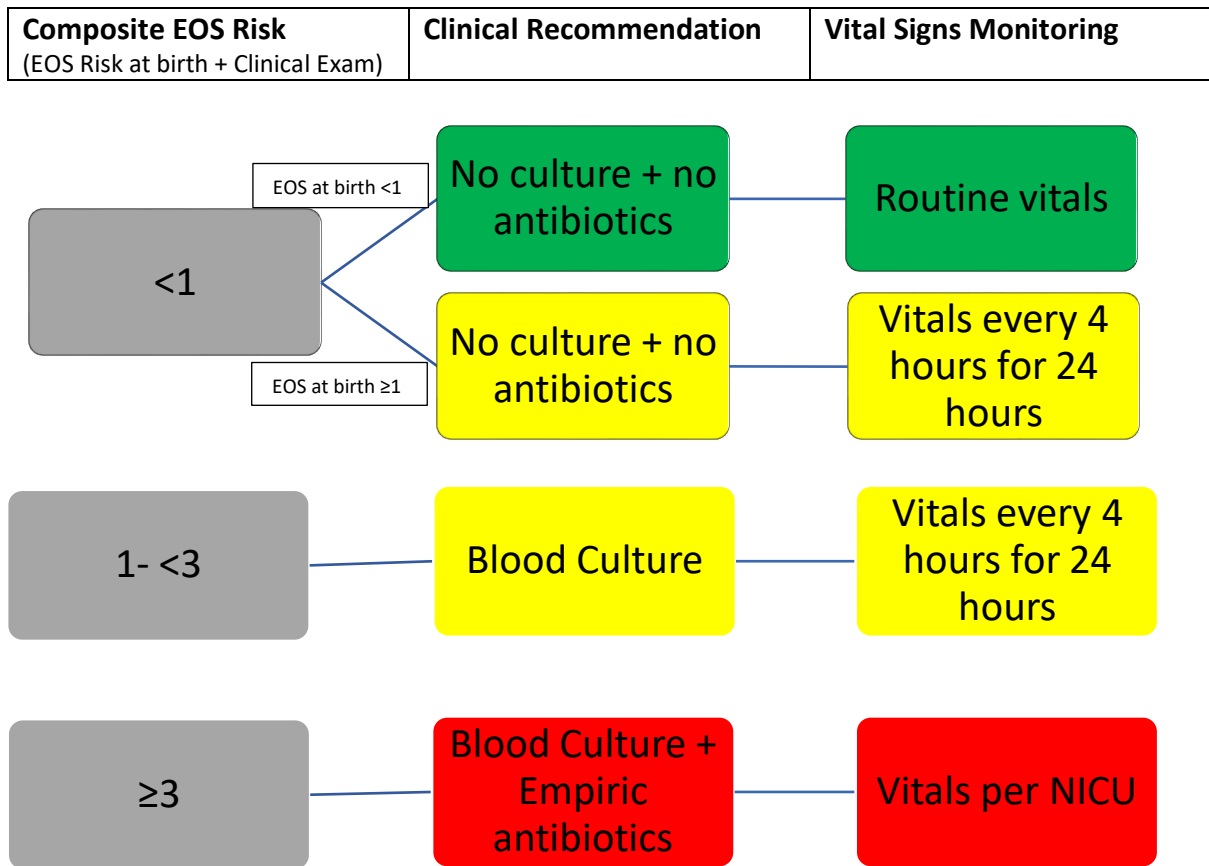 Composite EOS Risk
(EOS Risk at birth + Clinical Exam)
Clinical Recommendation
Vital Signs Monitoring
<1
EOS at birth <1
No culture + no
antibiotics
Routine vitals
EOS at birth ≥1
No culture + no
antibiotics
Vitals every 4
hours for 24
hours
1- <3
Blood Culture
Vitals every 4
hours for 24
hours
≥3
Blood Culture +
Empiric
antibiotics
Vitals per NICU